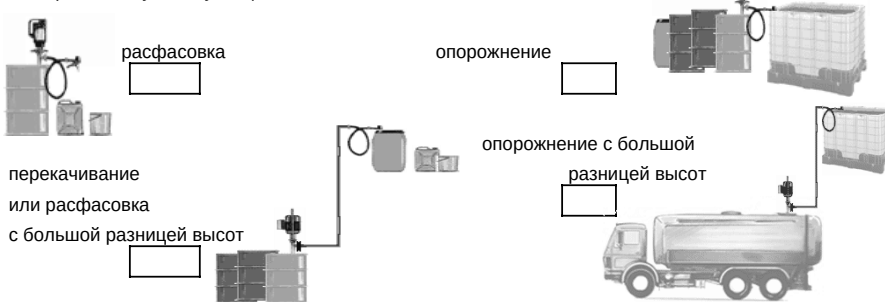 расфасовка
опорожнение
опорожнение с большой
разницей высот
перекачивание
или расфасовка
с большой разницей высот